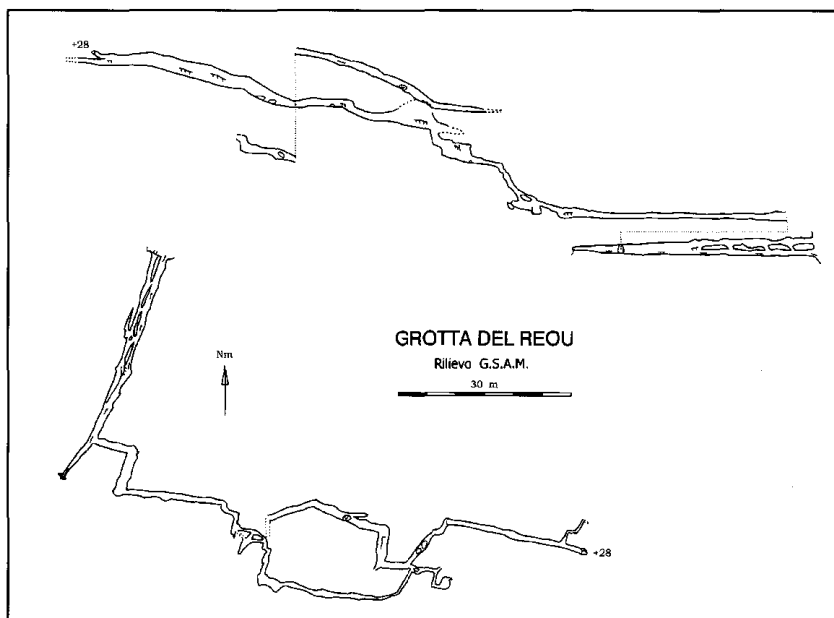 +28
GROTTA DEL REOU
Rilievo G.S.A.M.
30 m
Nm
+28